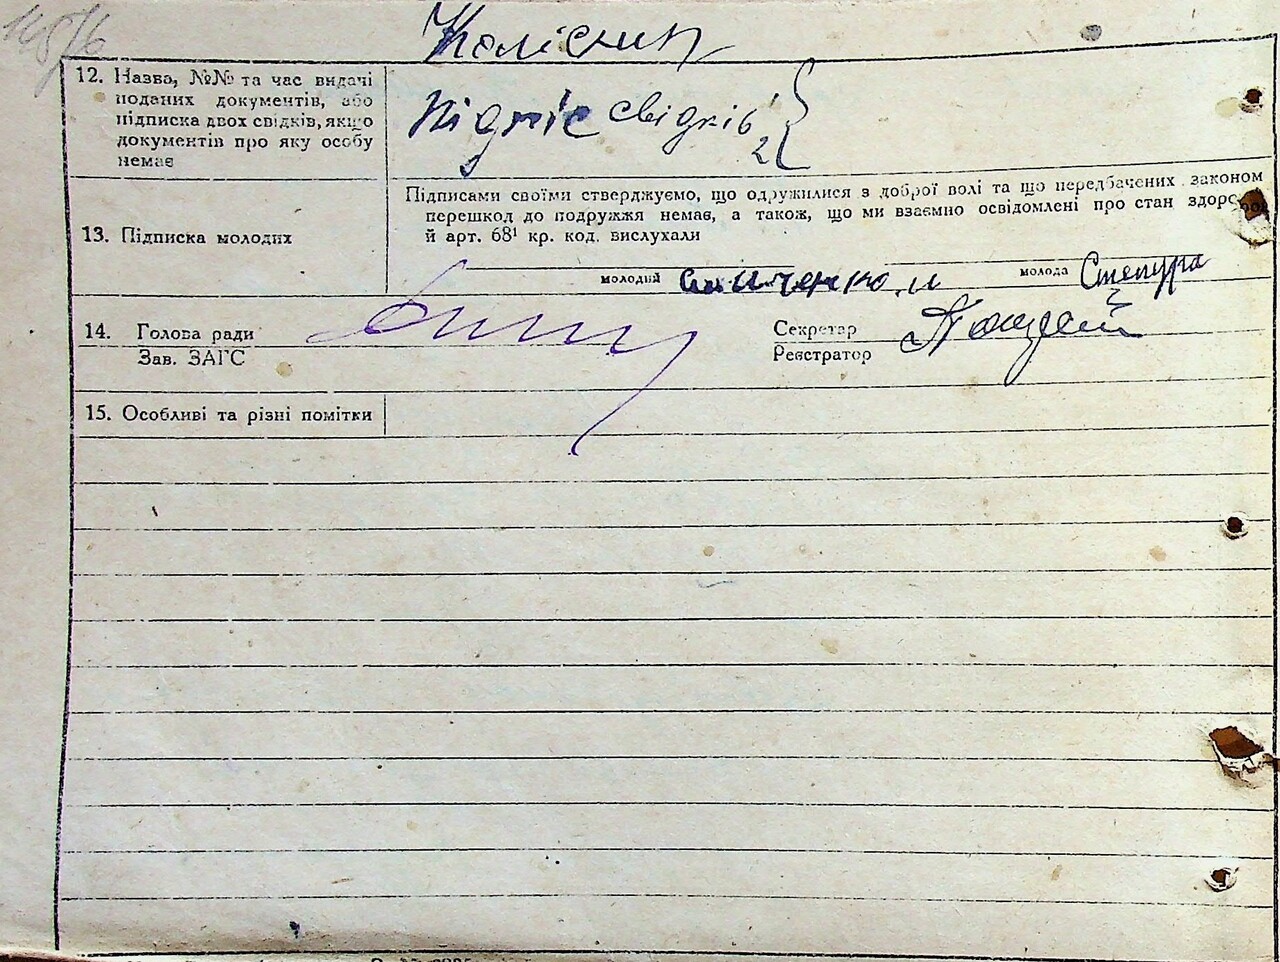 Колісник
12. Назва, №№ та час видачі
поданих документів, або
підписка двох свідків, якщо
документів про яку особу
немає
Підпіс свідків 1
2
13. Підписка молодих
Підписами своїми стверджуємо, що одружилися з доброї волі та що передбачених законом
перешкод до подружжя немає, а також, що ми взаємно освідомлені про стан здоров
й арт. 68¹ кр. код. вислухали
молодий молода Степура
14. Голова ради
Зав. ЗАГС
Секретар
Реєстратор
15. Особливі та різні помітки